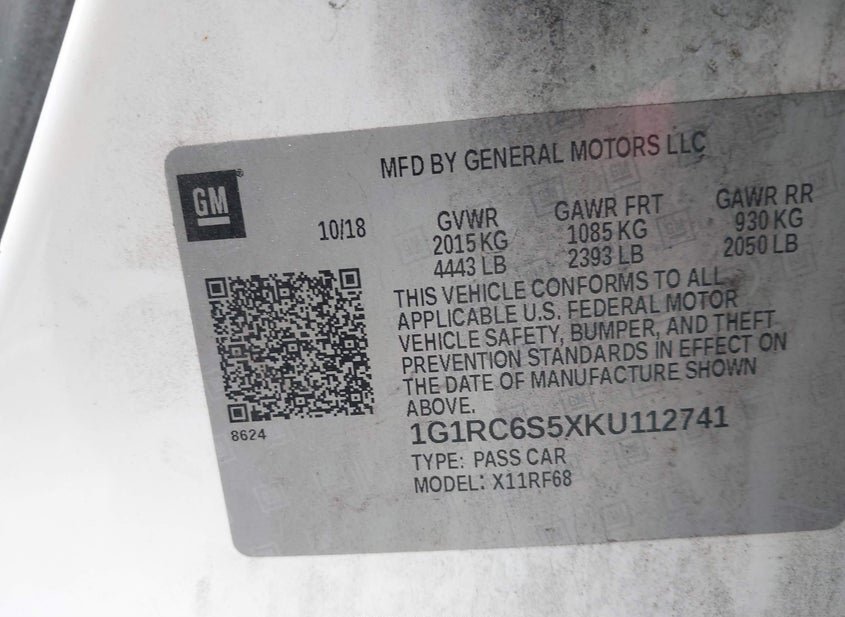 MFD BY GENERAL MOTORS LLC
GM®
10/18
GVWR
2015 KG
4443 LB
GAWR FRT
1085 KG
2393 LB
GAWR RR
930 KG
2050 LB
THIS VEHICLE CONFORMS TO ALL
APPLICABLE U.S. FEDERAL MOTOR
VEHICLE SAFETY, BUMPER, AND THEFT
PREVENTION STANDARDS IN EFFECT ON
THE DATE OF MANUFACTURE SHOWN
ABOVE.
8624
1G1RC6S5XKU112741
TYPE: PASS CAR
MODEL: X11RF68